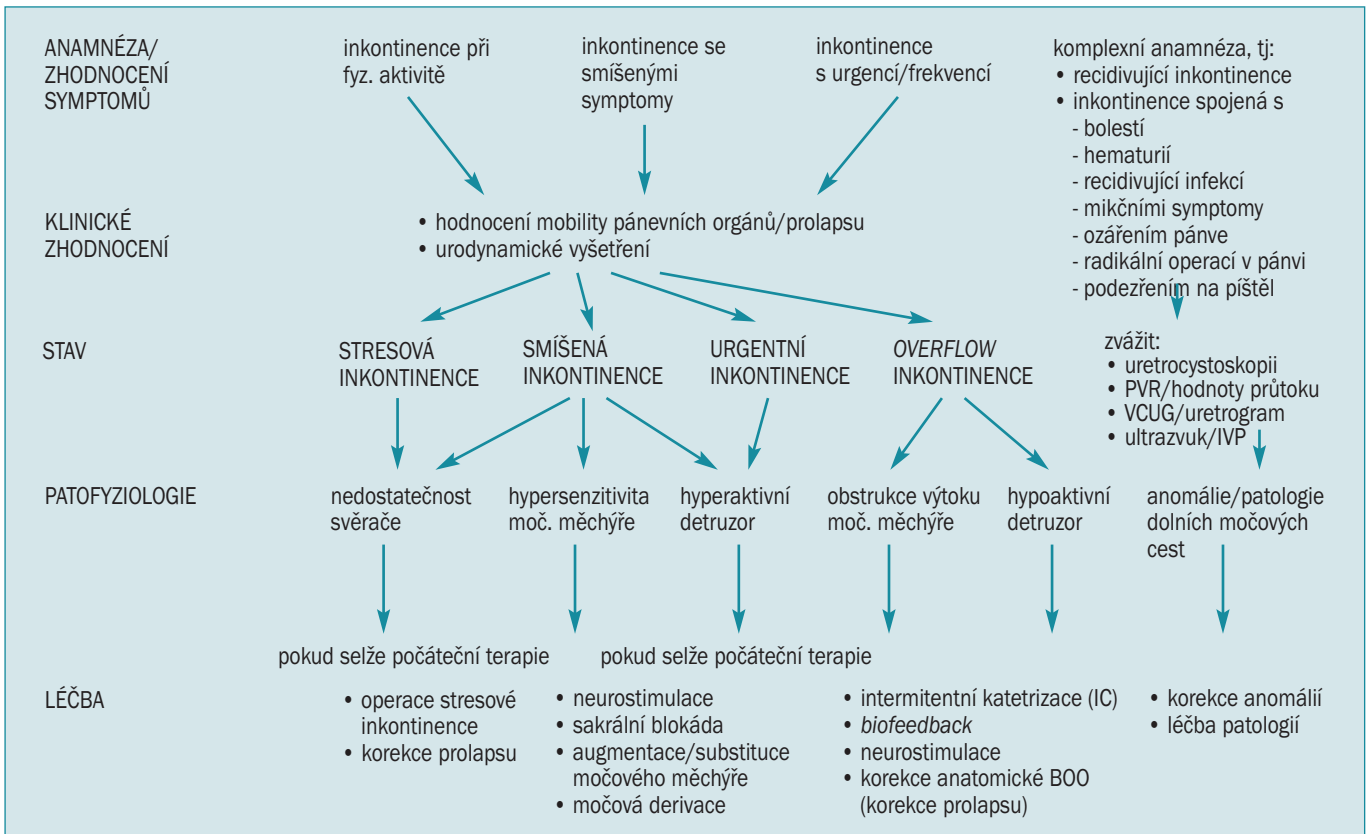 ANAMNÉZA/
ZHODNOCENÍ
SYMPTOMŮ
inkontinence při
fyz. aktivitě
inkontinence se
smíšenými
symptomy
inkontinence
s urgencí/frekvencí
komplexní anamnéza, tj:
• recidivující inkontinence
• inkontinence spojená s
- bolestí
- hematurií
- recidivující infekcí
- mikčními symptomy
- ozářením pánve
- radikální operací v pánvi
- podezřením na píštěl
KLINICKÉ
ZHODNOCENÍ
• hodnocení mobility pánevních orgánů/prolapsu
• urodynamické vyšetření
STAV
STRESOVÁ
INKONTINENCE
SMÍŠENÁ
INKONTINENCE
URGENTNÍ
INKONTINENCE
OVERFLOW
INKONTINENCE
zvážit:
• uretrocystoskopii
• PVR/hodnoty průtoku
• VCUG/uretrogram
• ultrazvuk/IVP
PATOFYZIOLOGIE
nedostatečnost
svěrače
hypersenzitivita
moč. měchýře
hyperaktivní
detruzor
obstrukce výtoku
moč. měchýře
hypoaktivní
detruzor
anomálie/patologie
dolních močových
cest
pokud selže počáteční terapie
pokud selže počáteční terapie
LÉČBA
• operace stresové
inkontinence
• korekce prolapsu
• neurostimulace
• sakrální blokáda
• augmentace/substituce
močového měchýře
• močová derivace
• intermitentní katetrizace (IC)
• biofeedback
• neurostimulace
• korekce anatomické BOO
(korekce prolapsu)
• korekce anomálií
• léčba patologií